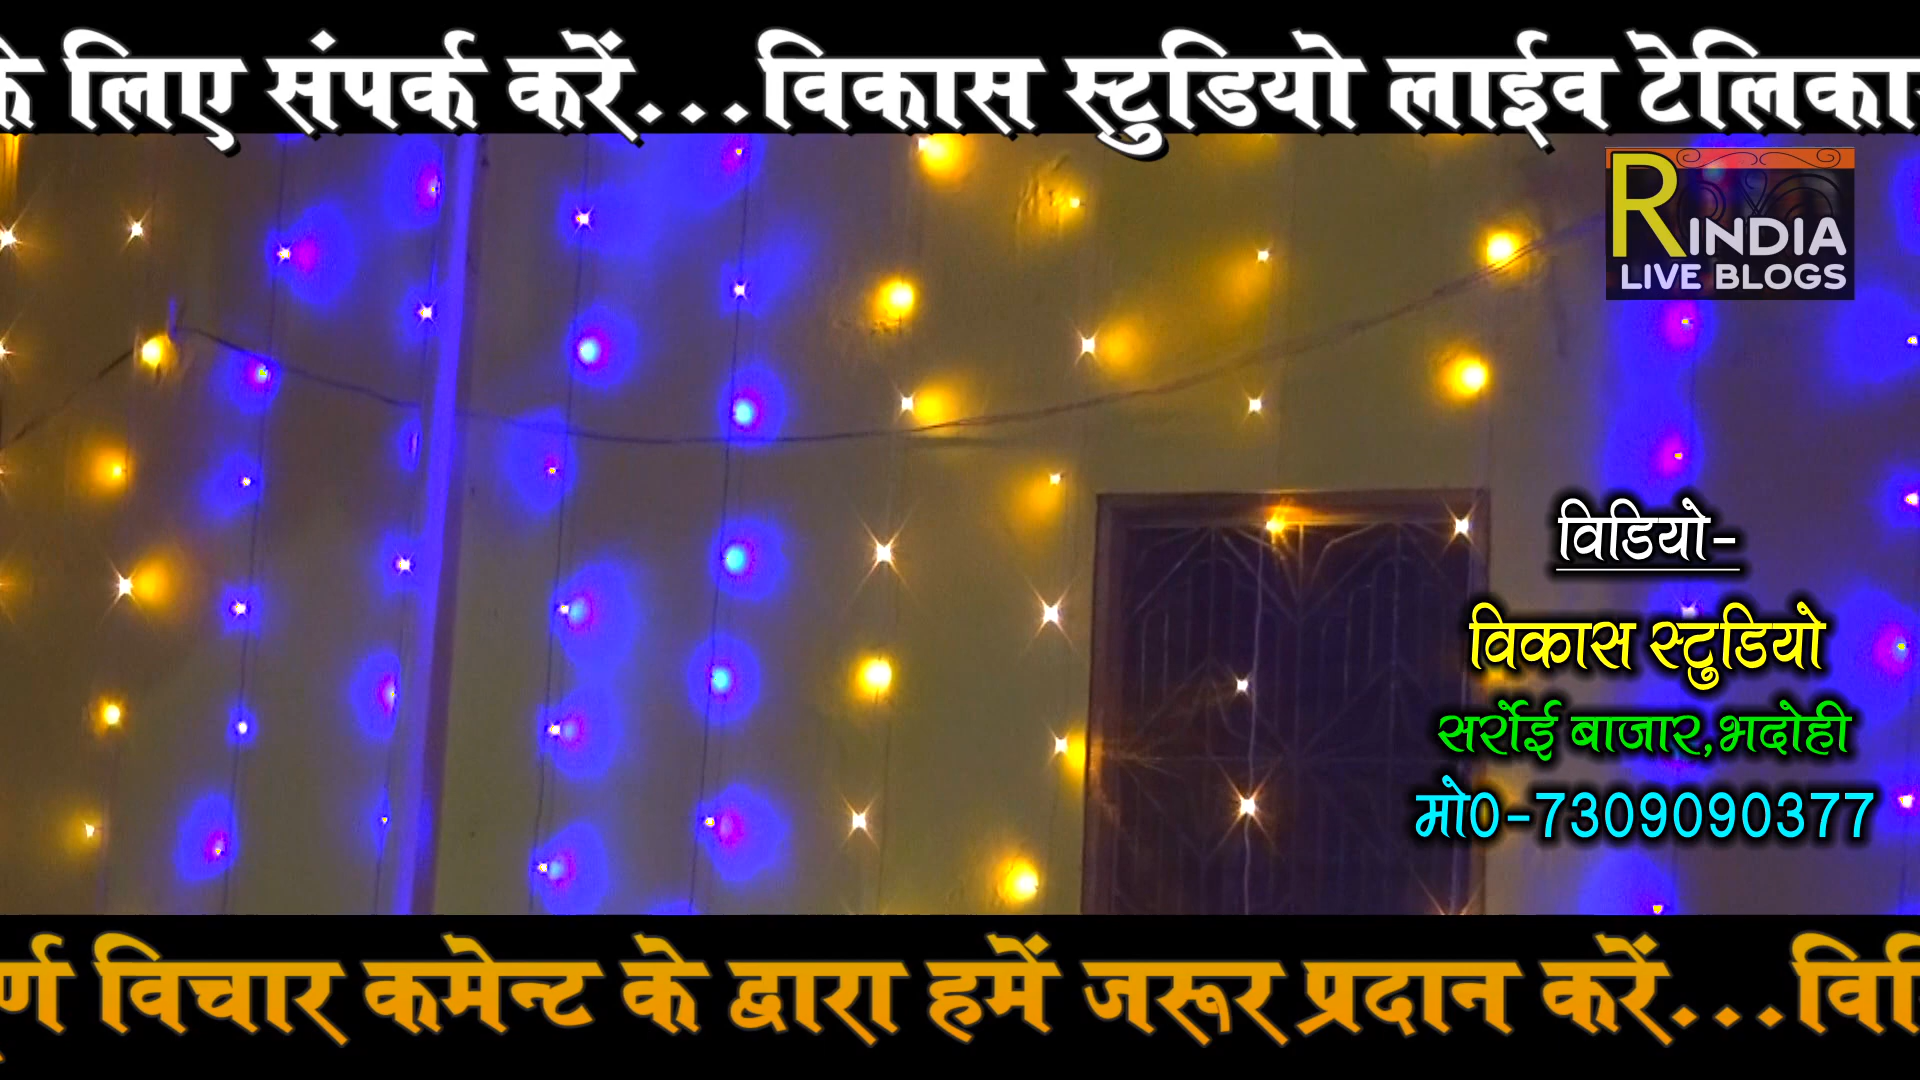 के लिए संपर्क करें...विकास स्टुडियो लाईव टेलिका
RINDIA
LIVE BLOGS
विडियो-
विकास स्टुडियो
सर्रोई बाजार,भदोही
मो0-7309090377
विचार कमेन्ट के द्वारा हमें जरूर प्रदान करें...